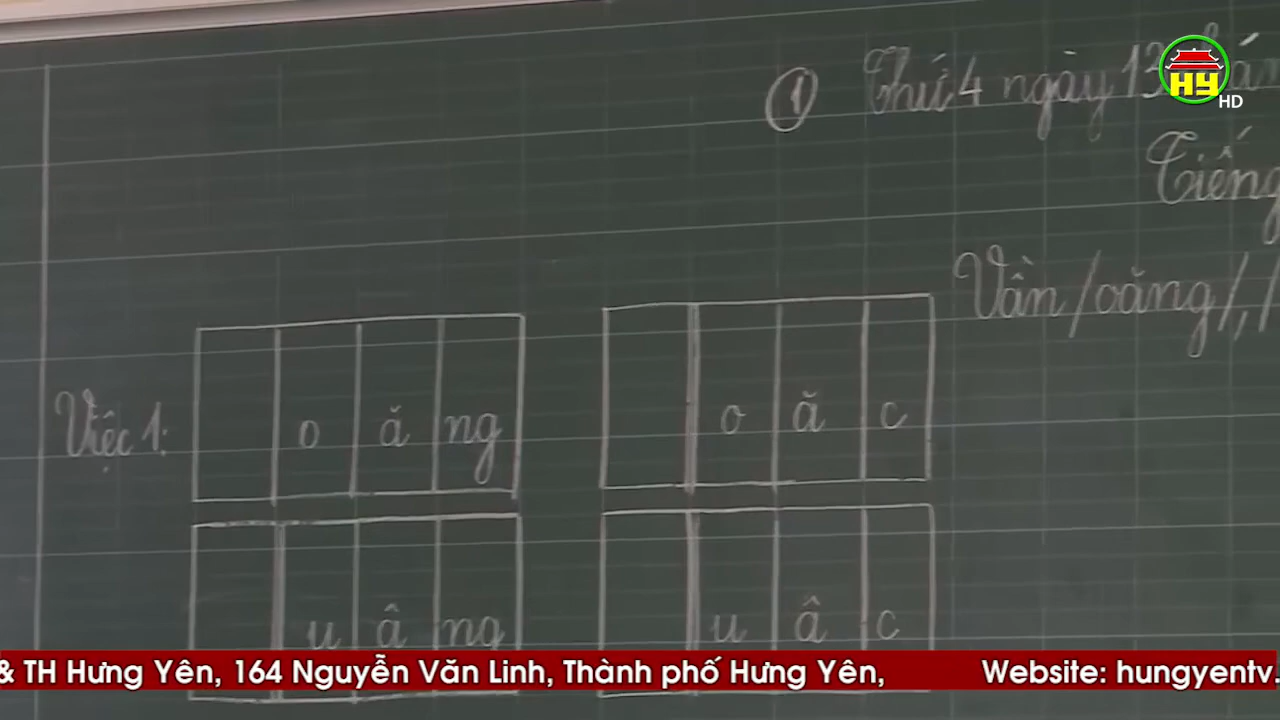 ① Thứ 4 ngày 13
HY
HD
Tiếng
Vần /oăng/, /
Việc 1:
o ă ng
o ă c
u â ng
u â c
& TH Hưng Yên, 164 Nguyễn Văn Linh, Thành phố Hưng Yên, Website: hungyentv.